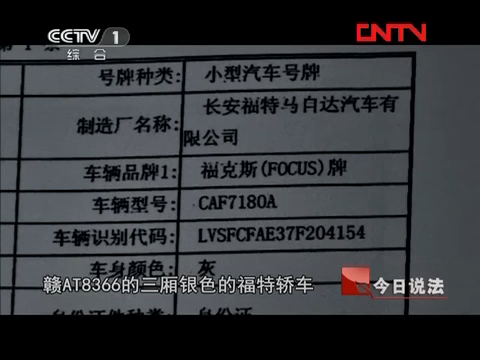 CCTV 1
综合
CNTV
号牌种类: 小型汽车号牌
制造厂名称: 长安福特马自达汽车有
限公司
车辆品牌1: 福克斯(FOCUS)牌
车辆型号: CAF7180A
车辆识别代码: LVSFCFAE37F204154
车身颜色: 灰
赣AT8366的三厢银色的福特轿车
今日说法